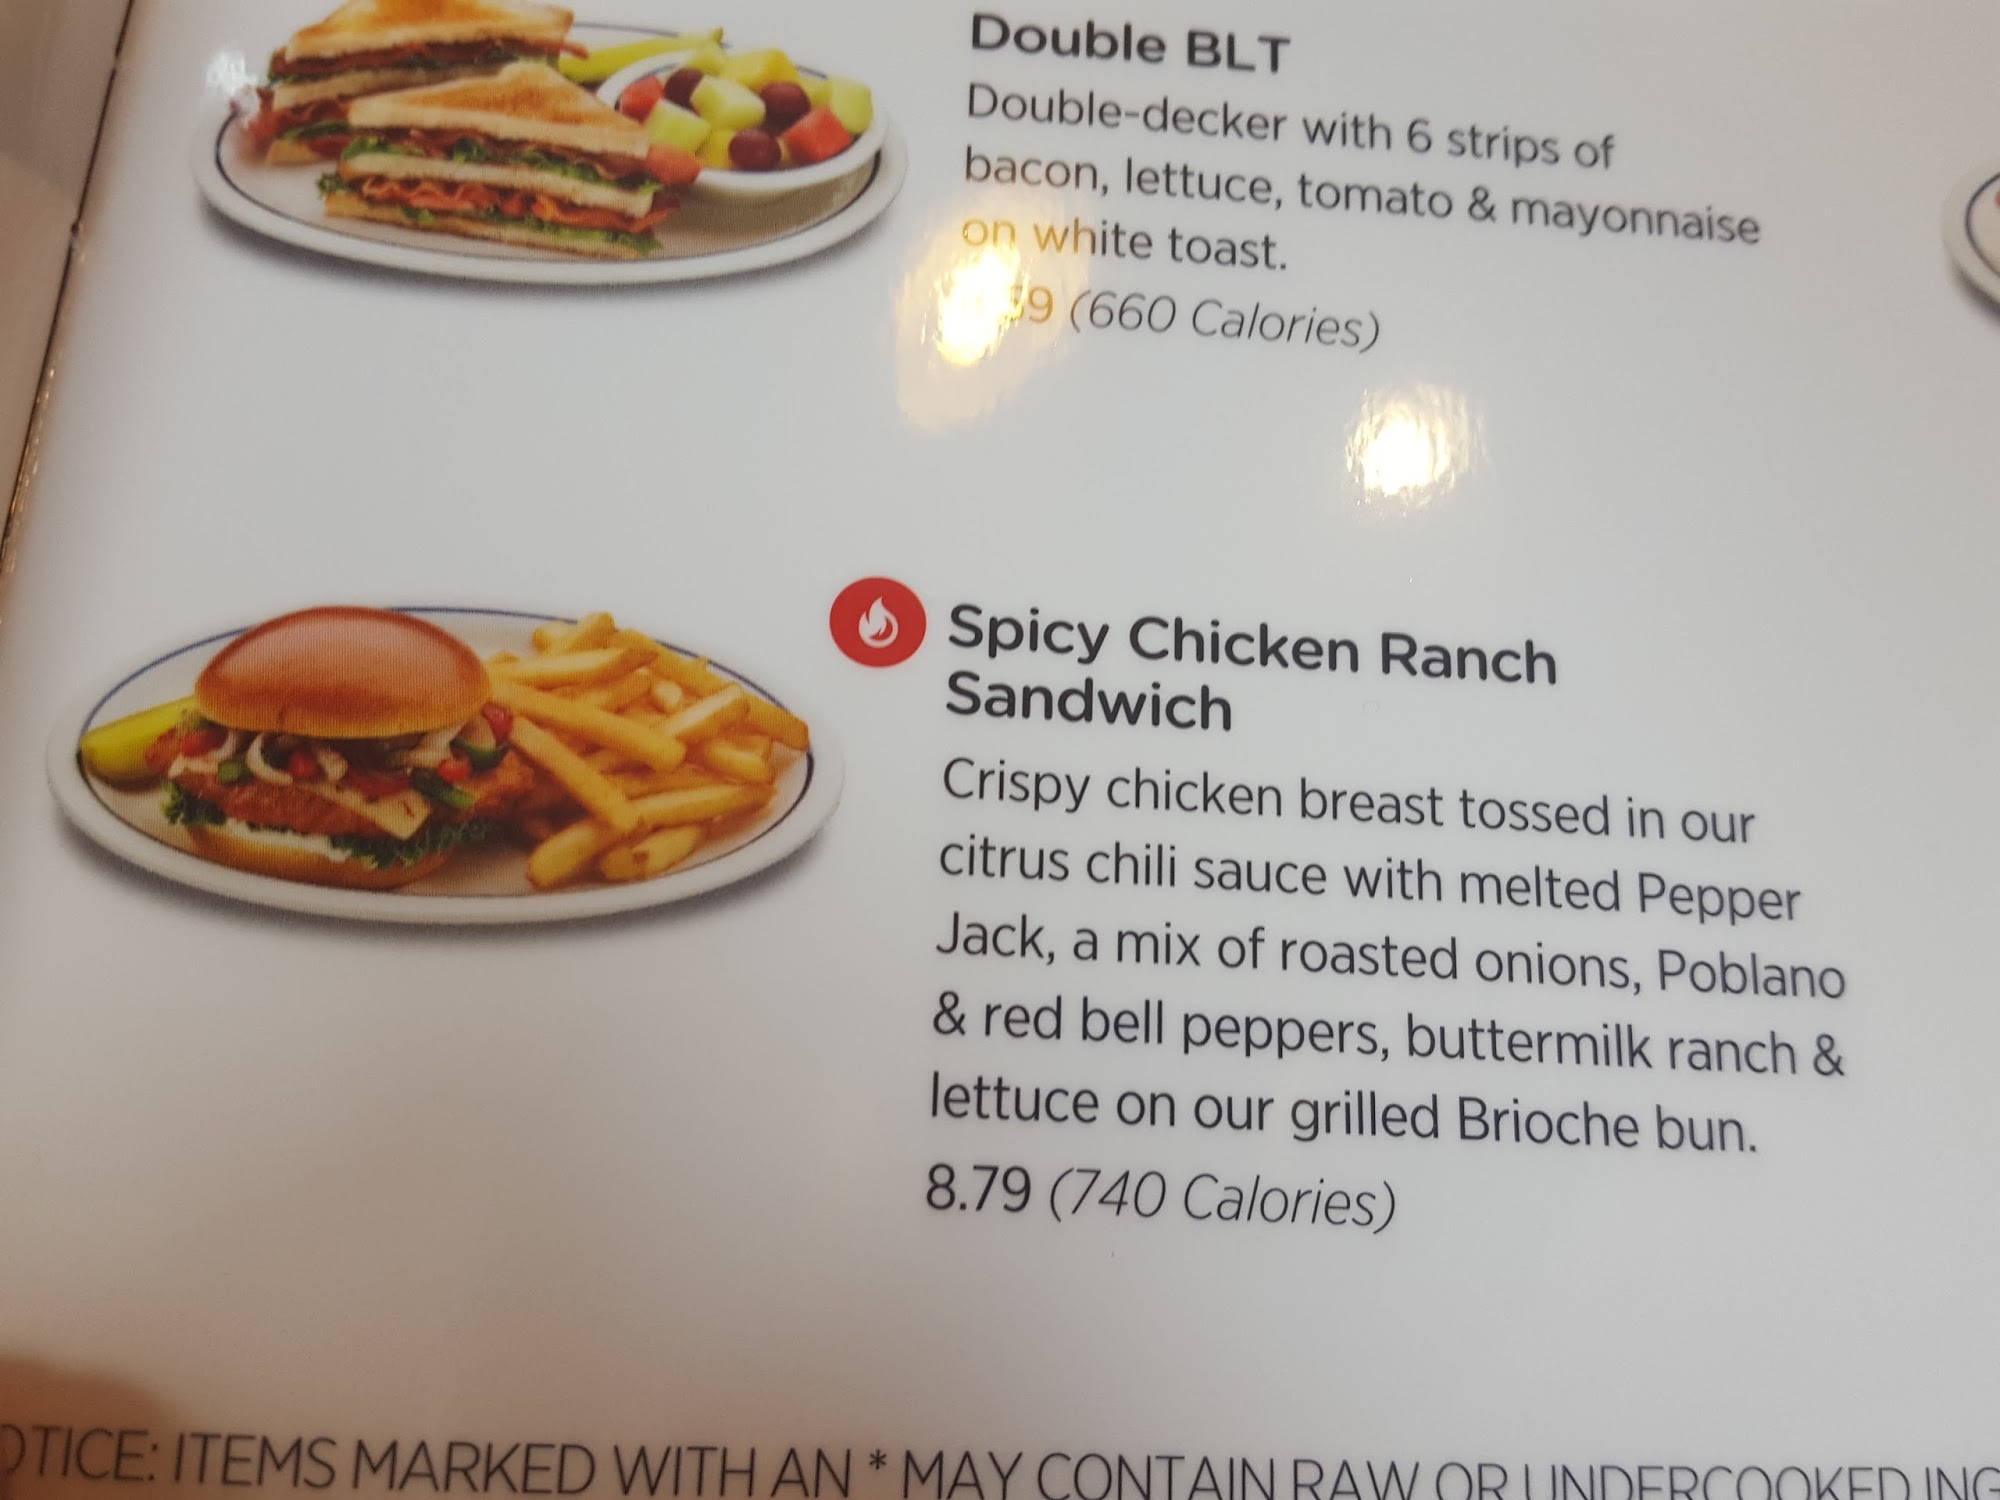 Double BLT
Double-decker with 6 strips of
bacon, lettuce, tomato & mayonnaise
on white toast.
(660 Calories)
Spicy Chicken Ranch
Sandwich
Crispy chicken breast tossed in our
citrus chili sauce with melted Pepper
Jack, a mix of roasted onions, Poblano
& red bell peppers, buttermilk ranch &
lettuce on our grilled Brioche bun.
8.79 (740 Calories)
OTICE: ITEMS MARKED WITH AN * MAY CONTAIN RAW OR UNDERCOOKED ING